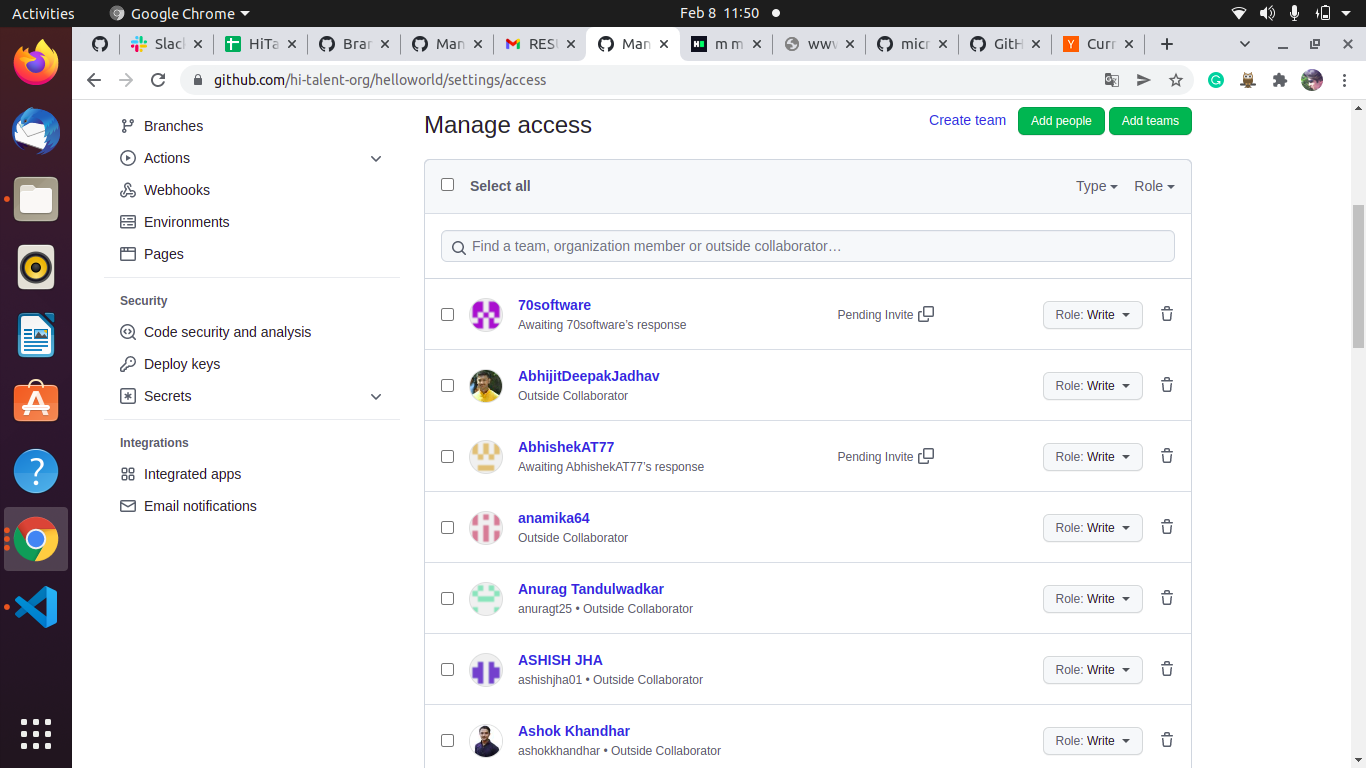 Activities
Google Chrome
Feb 8 11:50
Slac
HiTa
Bran
Man
RESU
Man
m m
www
micr
GitH
Curr
github.com/hi-talent-org/helloworld/settings/access
Branches
Actions
Webhooks
Environments
Pages
Security
Code security and analysis
Deploy keys
Secrets
Integrations
Integrated apps
Email notifications
Manage access
Create team
Add people
Add teams
Select all
Type
Role
Find a team, organization member or outside collaborator…
70software
Awaiting 70software’s response
Pending Invite
Role: Write
AbhijitDeepakJadhav
Outside Collaborator
Role: Write
AbhishekAT77
Awaiting AbhishekAT77’s response
Pending Invite
Role: Write
anamika64
Outside Collaborator
Role: Write
Anurag Tandulwadkar
anuragt25 • Outside Collaborator
Role: Write
ASHISH JHA
ashishjha01 • Outside Collaborator
Role: Write
Ashok Khandhar
ashokkhandhar • Outside Collaborator
Role: Write